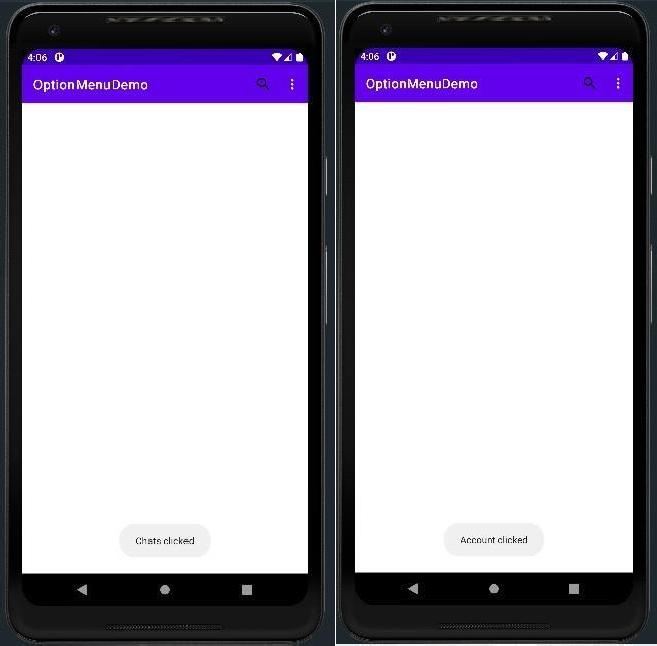 4:06
OptionMenuDemo
Chats clicked
4:06
OptionMenuDemo
Account clicked